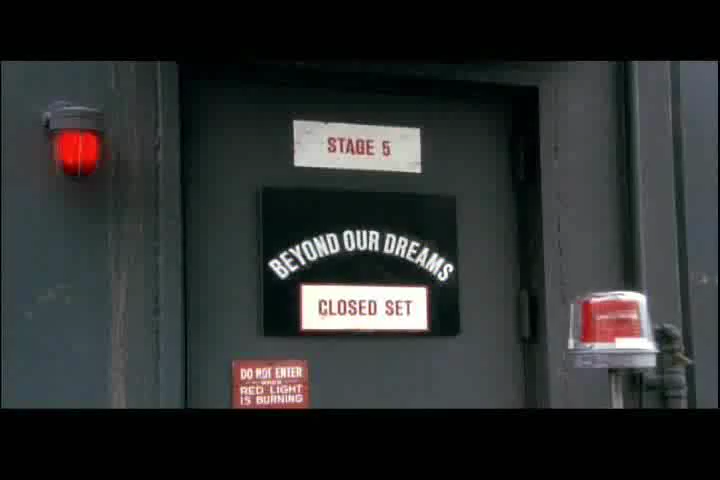 STAGE 5
BEYOND OUR DREAMS
CLOSED SET
DO NOT ENTER
WHEN
RED LIGHT
IS BURNING